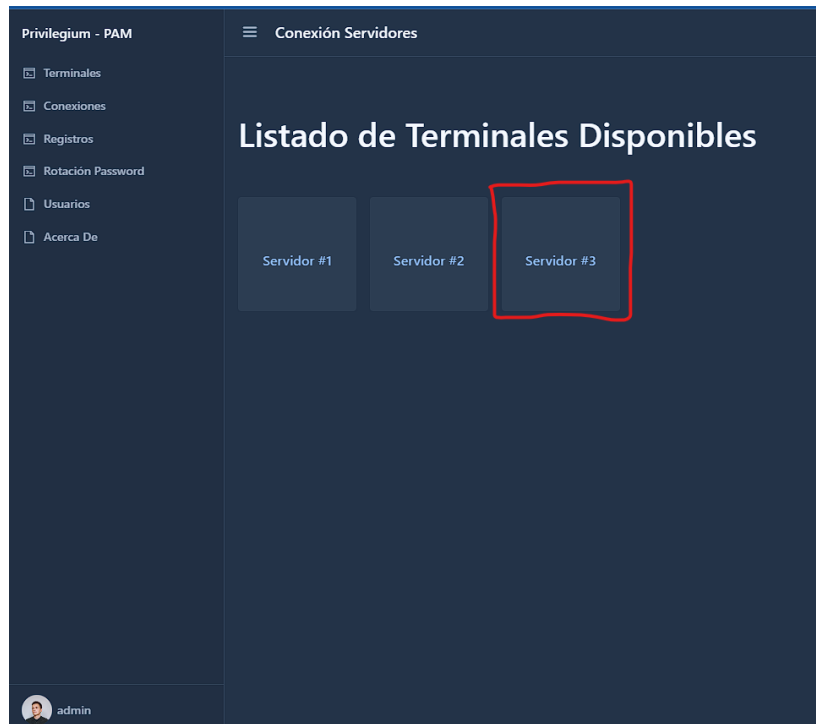 Privilegium - PAM
Conexión Servidores
Terminales
Conexiones
Registros
Rotación Password
Usuarios
Acerca De
Listado de Terminales Disponibles
Servidor #1
Servidor #2
Servidor #3
admin